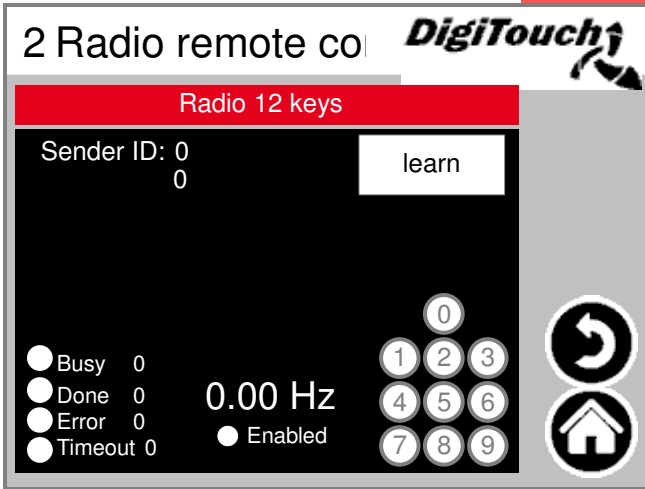 2 Radio remote co
DigiTouch
Radio 12 keys
Sender ID: 0
0
learn
0
Busy 0
1 2 3
Done 0
0.00 Hz
4 5 6
Error 0
Enabled
Timeout 0
7 8 9